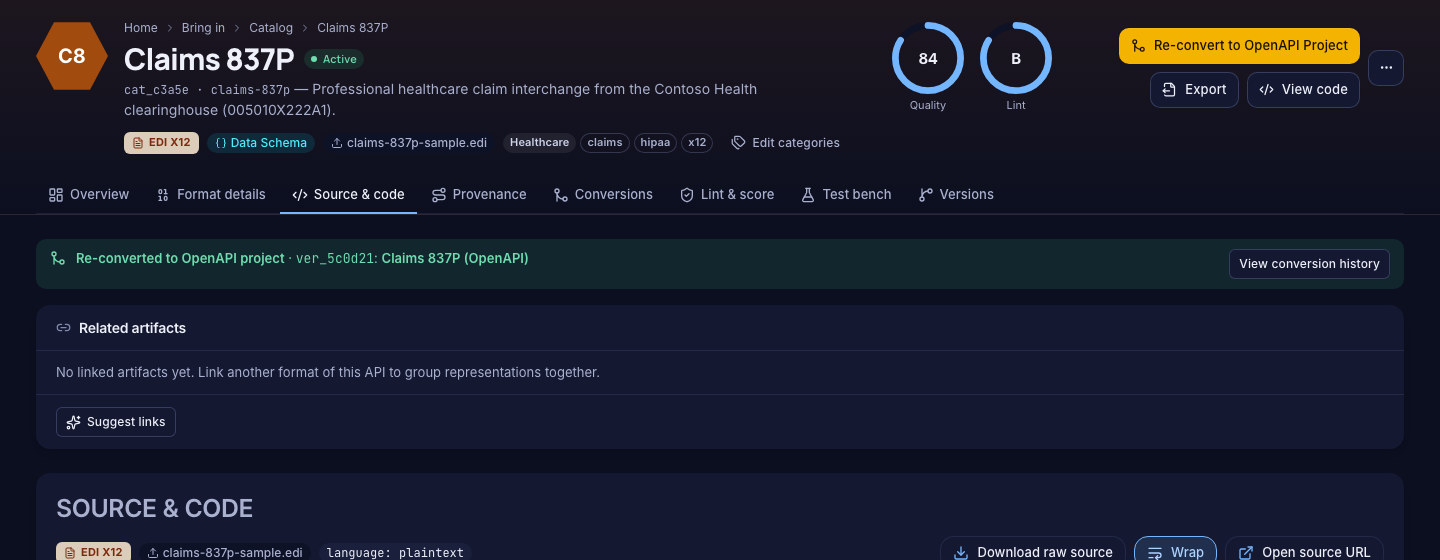 C8
Home > Bring in > Catalog > Claims 837P
Claims 837P
Active
cat_c3a5e · claims-837p — Professional healthcare claim interchange from the Contoso Health
clearinghouse (005010X222A1).
EDI X12
{} Data Schema
claims-837p-sample.edi
Healthcare
claims
hipaa
x12
Edit categories
84
Quality
B
Lint
Re-convert to OpenAPI Project
Export
View code
Overview
Format details
Source & code
Provenance
Conversions
Lint & score
Test bench
Versions
Re-converted to OpenAPI project · ver_5c0d21: Claims 837P (OpenAPI)
View conversion history
Related artifacts
No linked artifacts yet. Link another format of this API to group representations together.
Suggest links
SOURCE & CODE
EDI X12
claims-837p-sample.edi
language: plaintext
Download raw source
Wrap
Open source URL